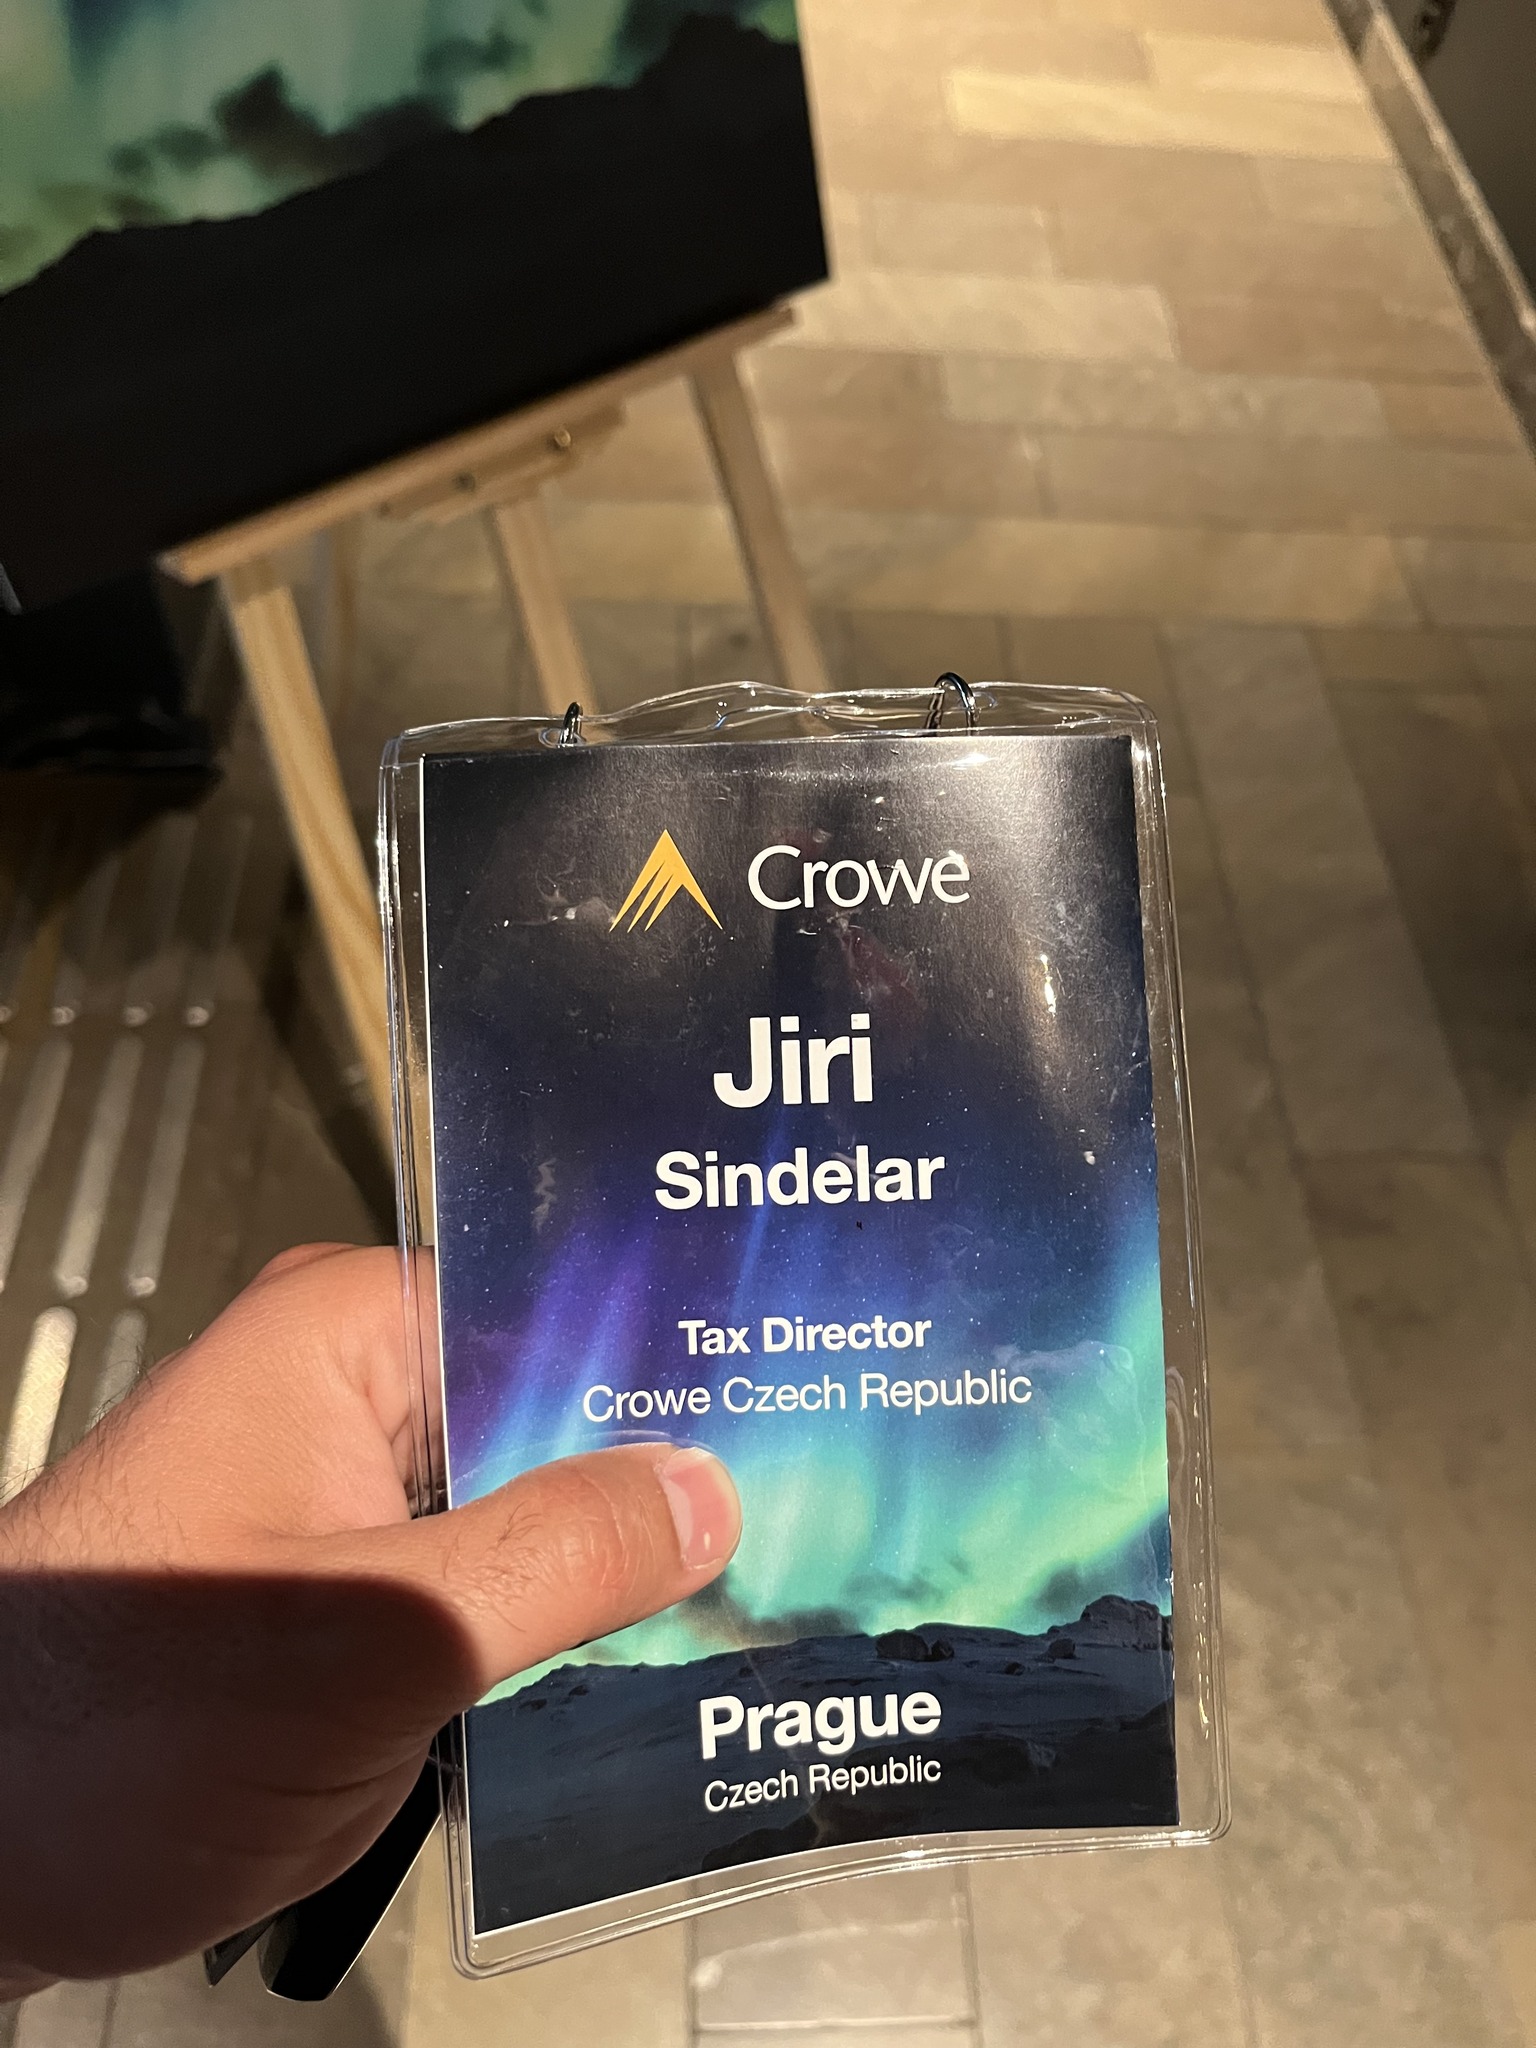 Crowe
Jiri
Sindelar
Tax Director
Crowe Czech Republic
Prague
Czech Republic